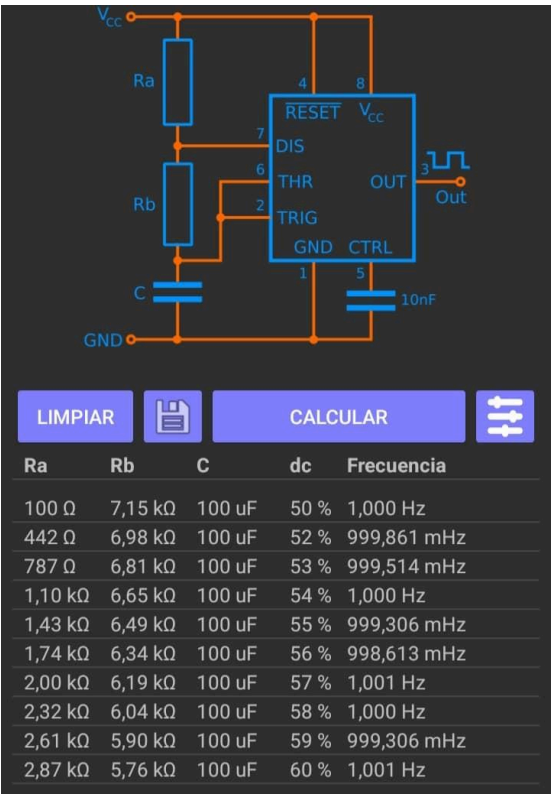 Vcc
Ra
4 8
RESET Vcc
7 DIS
6 THR OUT 3
Out
Rb
2 TRIG
GND CTRL
1 5
C
10nF
GND
LIMPIAR CALCULAR
Ra Rb C dc Frecuencia
100 Ω 7,15 kΩ 100 uF 50 % 1,000 Hz
442 Ω 6,98 kΩ 100 uF 52 % 999,861 mHz
787 Ω 6,81 kΩ 100 uF 53 % 999,514 mHz
1,10 kΩ 6,65 kΩ 100 uF 54 % 1,000 Hz
1,43 kΩ 6,49 kΩ 100 uF 55 % 999,306 mHz
1,74 kΩ 6,34 kΩ 100 uF 56 % 998,613 mHz
2,00 kΩ 6,19 kΩ 100 uF 57 % 1,001 Hz
2,32 kΩ 6,04 kΩ 100 uF 58 % 1,000 Hz
2,61 kΩ 5,90 kΩ 100 uF 59 % 999,306 mHz
2,87 kΩ 5,76 kΩ 100 uF 60 % 1,001 Hz